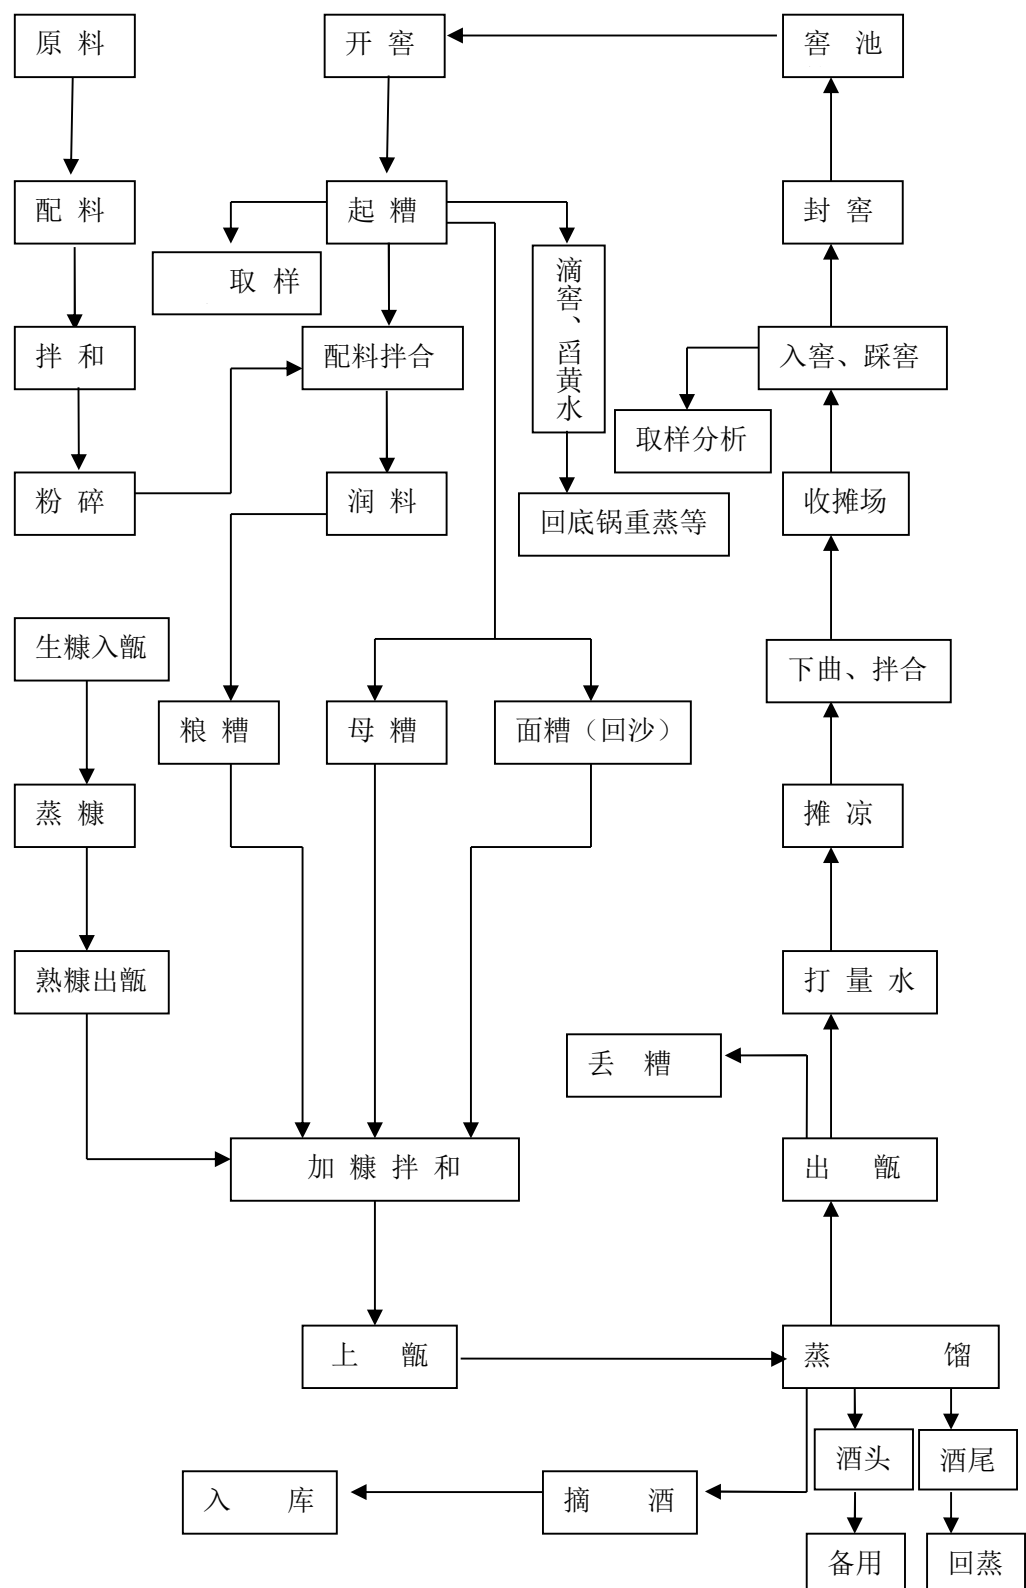 原 料
开 窖
窖 池
配 料
起 糟
封 窖
取 样
滴窖、舀黄水
拌 和
配料拌合
入窖、踩窖
取样分析
粉 碎
润 料
回底锅重蒸等
收摊场
生糠入甑
下曲、拌合
粮 糟
母 糟
面糟（回沙）
蒸 糠
摊 凉
熟糠出甑
打 量 水
丢 糟
加 糠 拌 和
出 甑
上 甑
蒸 馏
酒头
酒尾
入 库
摘 酒
备用
回蒸